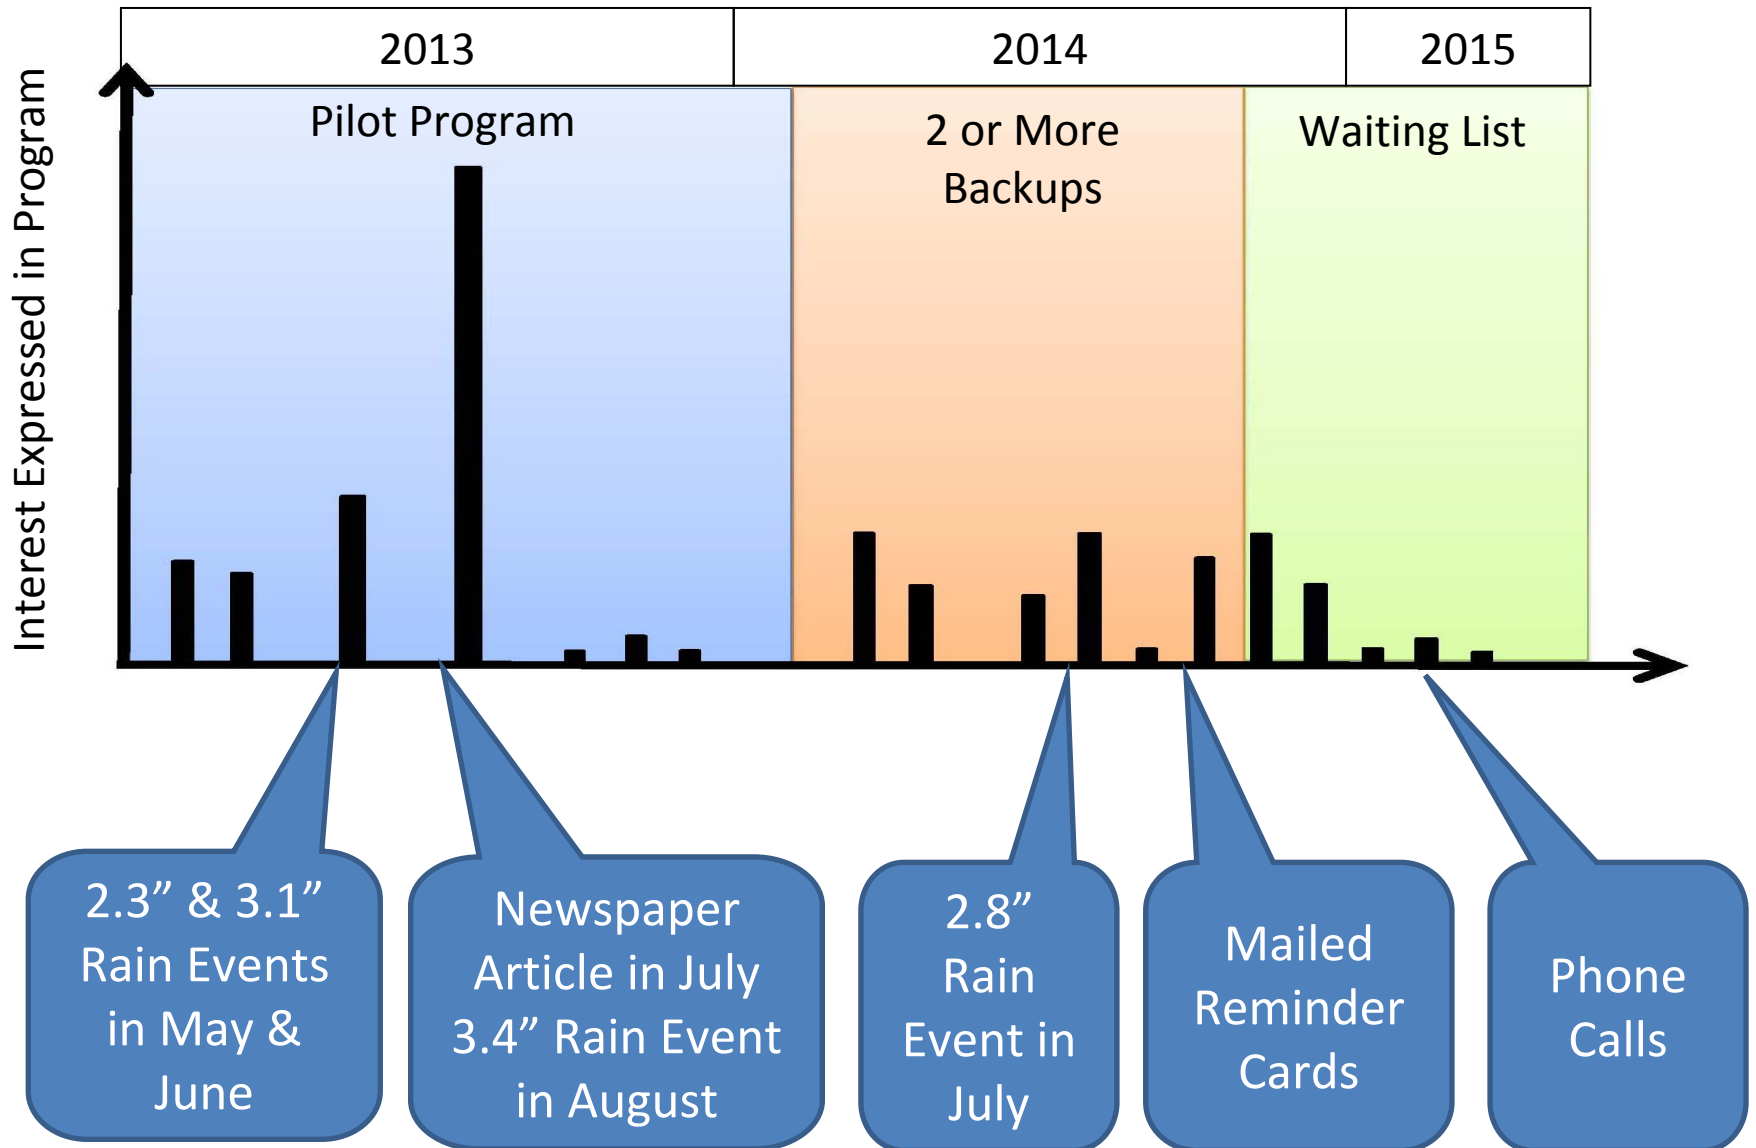 2013
2014
2015
Interest Expressed in Program
Pilot Program
2 or More
Backups
Waiting List
2.3” & 3.1”
Rain Events
in May &
June
Newspaper
Article in July
3.4” Rain Event
in August
2.8”
Rain
Event in
July
Mailed
Reminder
Cards
Phone
Calls